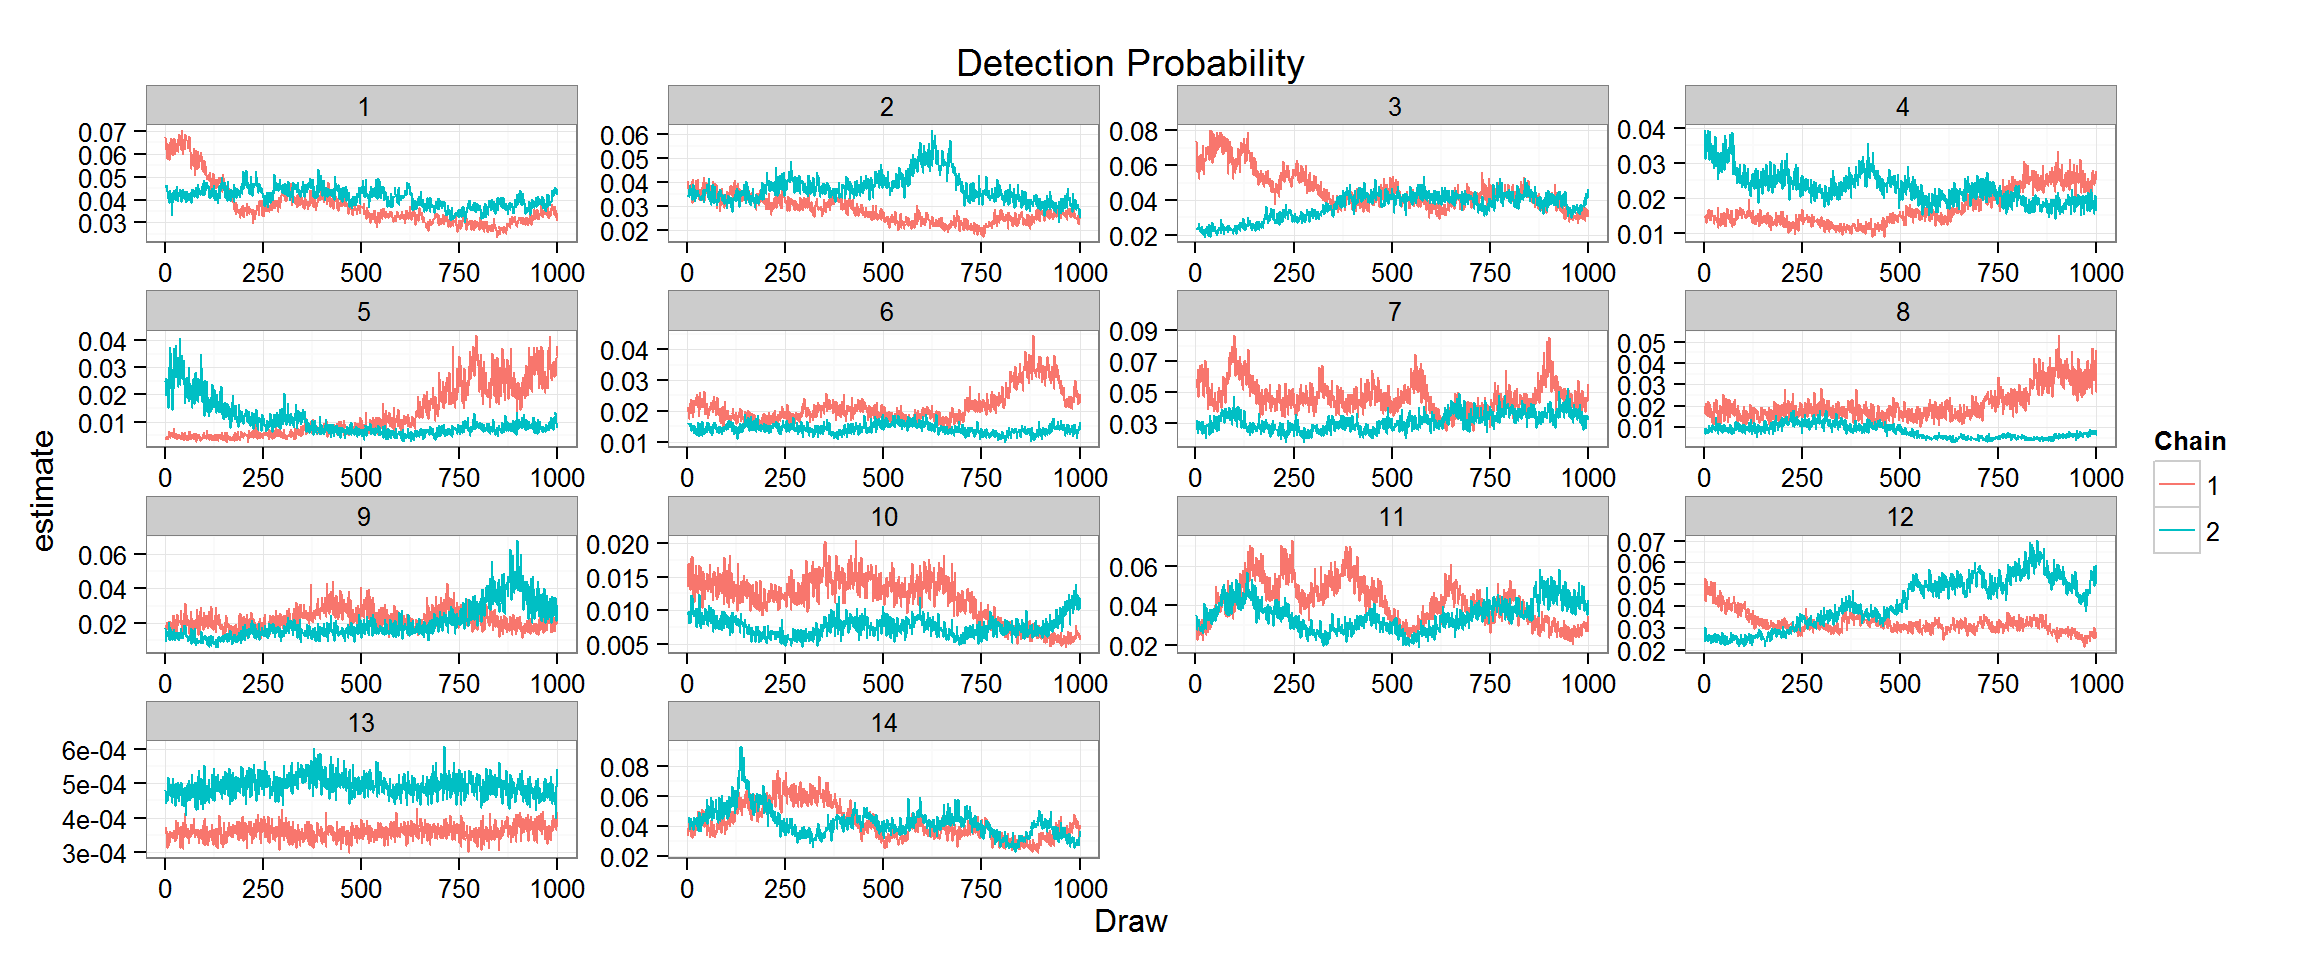 Detection Probability
1 2 3 4
0.07 0.06 0.05 0.04 0.03
0.06 0.05 0.04 0.03 0.02
0.08 0.06 0.04 0.02
0.04 0.03 0.02 0.01
0 250 500 750 1000 0 250 500 750 1000 0 250 500 750 1000 0 250 500 750 1000
5 6 7 8
0.04 0.03 0.02 0.01
0.04 0.03 0.02 0.01
0.09 0.07 0.05 0.03
0.05 0.04 0.03 0.02 0.01
0 250 500 750 1000 0 250 500 750 1000 0 250 500 750 1000 0 250 500 750 1000
9 10 11 12
0.06 0.04 0.02
0.020 0.015 0.010 0.005
0.06 0.04 0.02
0.07 0.06 0.05 0.04 0.03 0.02
0 250 500 750 1000 0 250 500 750 1000 0 250 500 750 1000 0 250 500 750 1000
13 14
6e-04 5e-04 4e-04 3e-04
0.08 0.06 0.04 0.02
0 250 500 750 1000 0 250 500 750 1000
Draw
estimate
Chain
1
2